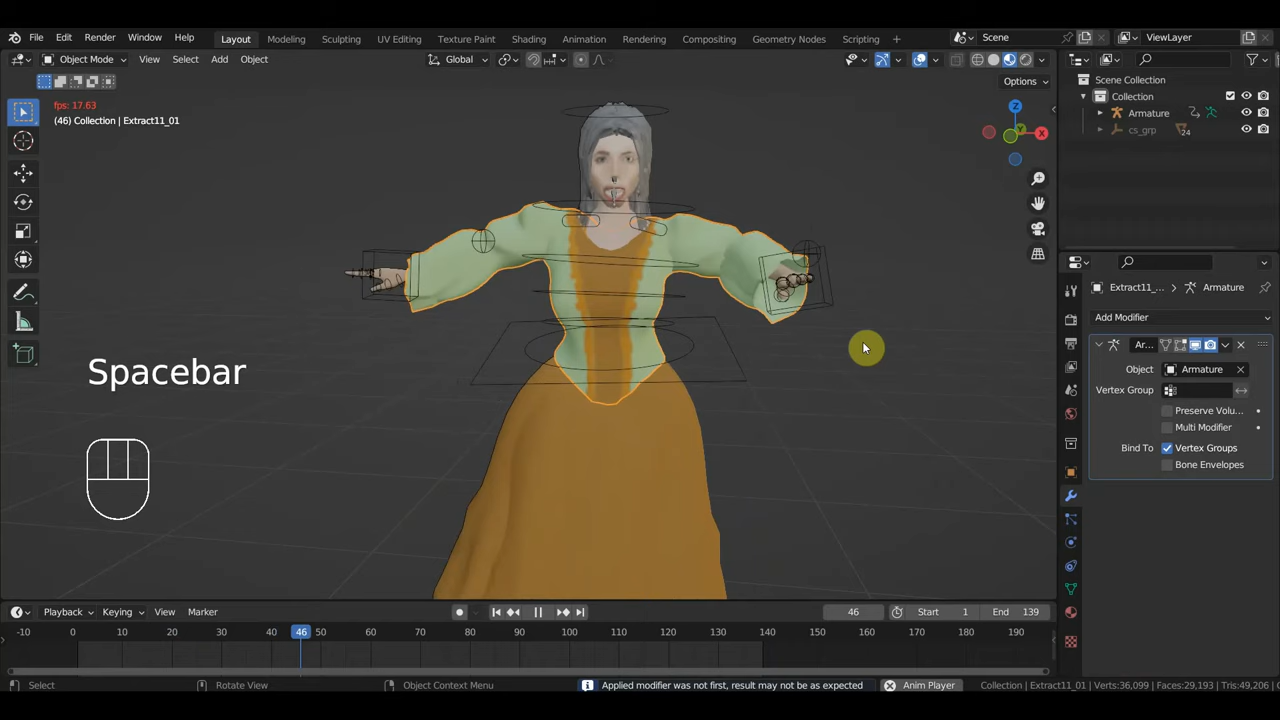 File Edit Render Window Help Layout Modeling Sculpting UV Editing Texture Paint Shading Animation Rendering Compositing Geometry Nodes Scripting + Scene ViewLayer
Object Mode View Select Add Object Global
Options
fps: 17.63
(46) Collection | Extract11_01
Z
X
Y
Scene Collection
Collection
Armature
cs_grp 24
Extract11_... > Armature
Add Modifier
Ar...
Object Armature
Vertex Group
Preserve Volu...
Multi Modifier
Bind To Vertex Groups
Bone Envelopes
Spacebar
Playback Keying View Marker 46 Start 1 End 139
-10 0 10 20 30 40 46 50 60 70 80 90 100 110 120 130 140 150 160 170 180 190
Select Rotate View Object Context Menu Applied modifier was not first, result may not be as expected Anim Player Collection | Extract11_01 | Verts:36,099 | Faces:29,193 | Tris:49,206